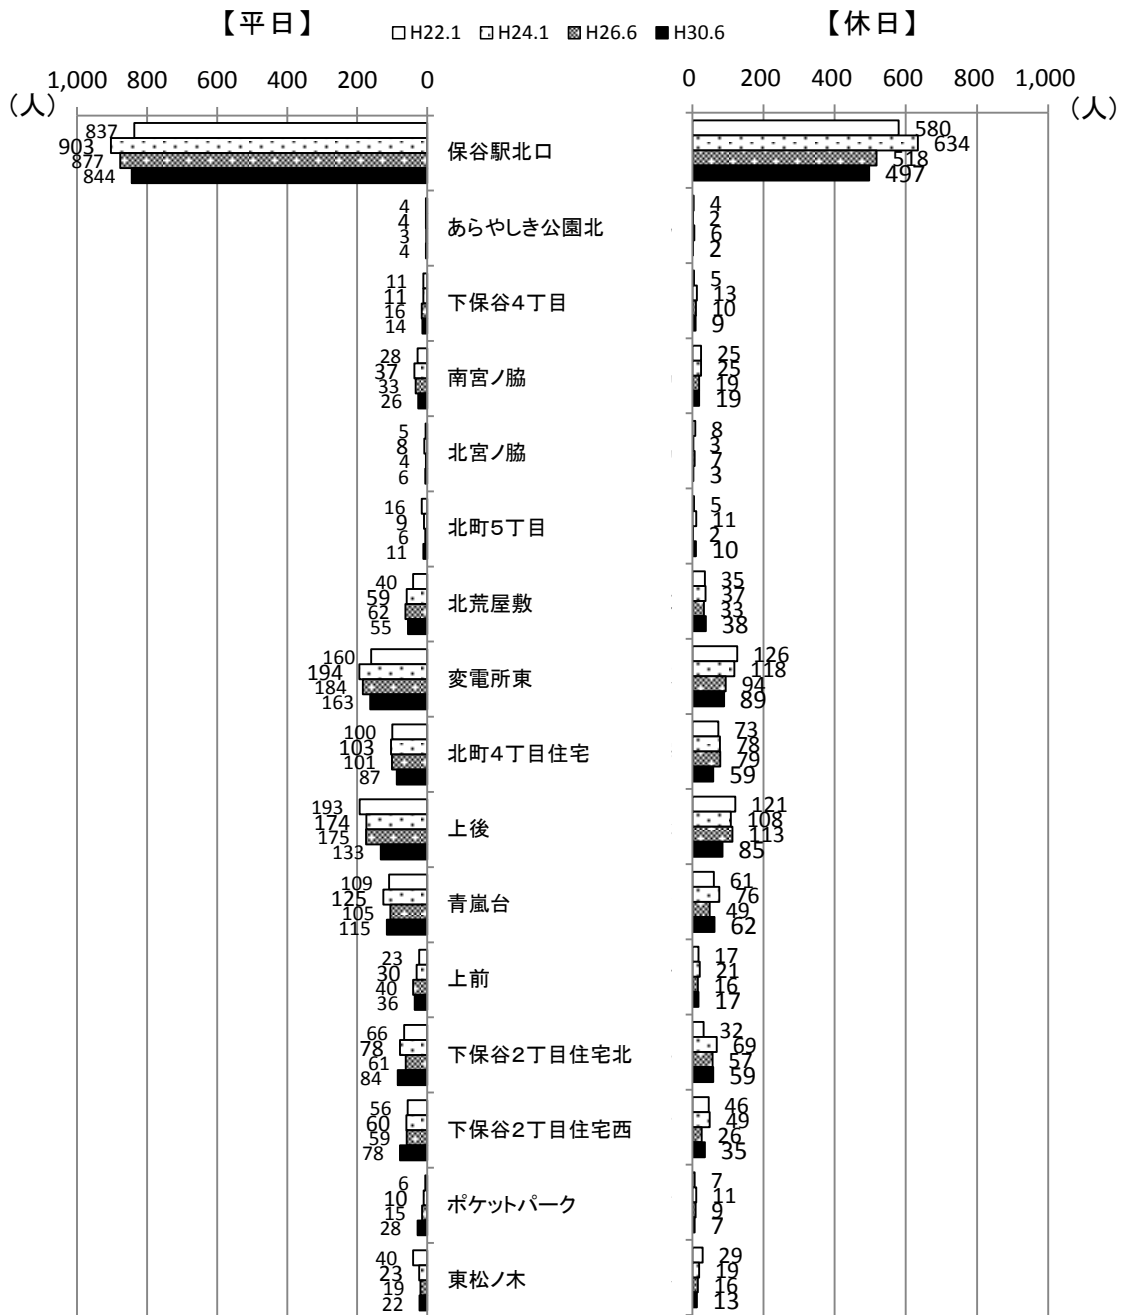 【平日】 □H22.1 □H24.1 ■H26.6 ■H30.6 【休日】
1,000 800 600 400 200 0 0 200 400 600 800 1,000
(人) (人)
837 580
903 保谷駅北口 634
877 518
844 497
4 4
4 あらやしき公園北 2
3 6
4 2
11 5
11 下保谷4丁目 13
16 10
14 9
28 25
37 南宮ノ脇 25
33 19
26 19
5 8
8 北宮ノ脇 3
4 7
6 3
16 5
9 北町5丁目 11
6 2
11 10
40 35
59 北荒屋敷 37
62 33
55 38
160 126
194 変電所東 118
184 94
163 89
100 73
103 北町4丁目住宅 78
101 79
87 59
193 121
174 上後 108
175 113
133 85
109 61
125 青嵐台 76
105 49
115 62
23 17
30 上前 21
40 16
36 17
66 32
78 下保谷2丁目住宅北 69
61 57
84 59
56 46
60 下保谷2丁目住宅西 49
59 26
78 35
6 7
10 ポケットパーク 11
15 9
28 7
40 29
23 東松ノ木 19
19 16
22 13